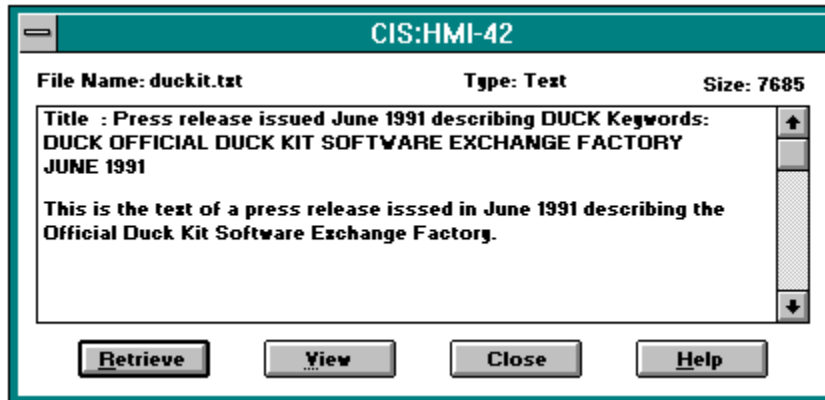 CIS:HMI-42
File Name: duckit.txt Type: Text Size: 7685
Title : Press release issued June 1991 describing DUCK Keywords:
DUCK OFFICIAL DUCK KIT SOFTWARE EXCHANGE FACTORY
JUNE 1991
This is the text of a press release isssed in June 1991 describing the
Official Duck Kit Software Exchange Factory.
Retrieve View Close Help